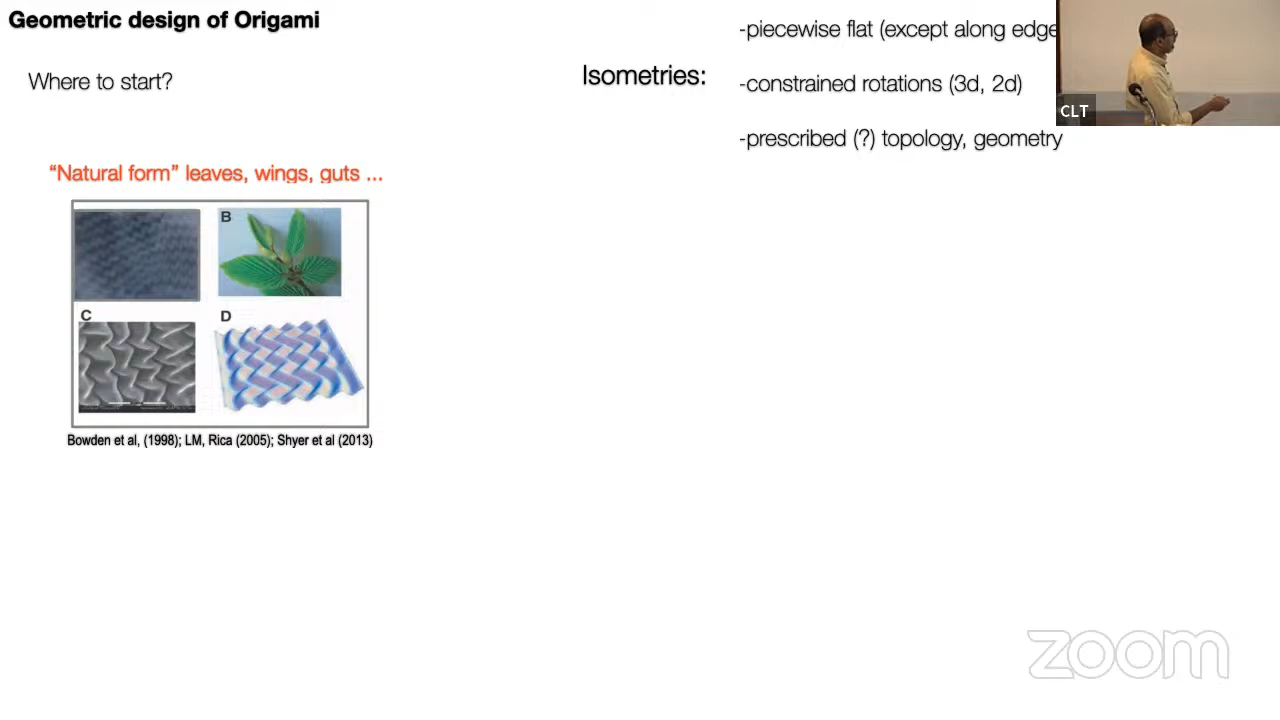 Geometric design of Origami
Where to start?
Isometries:
-piecewise flat (except along edge
-constrained rotations (3d, 2d)
-prescribed (?) topology, geometry
CLT
“Natural form” leaves, wings, guts ...
B
C
D
Bowden et al, (1998); LM, Rica (2005); Shyer et al (2013)
zoom